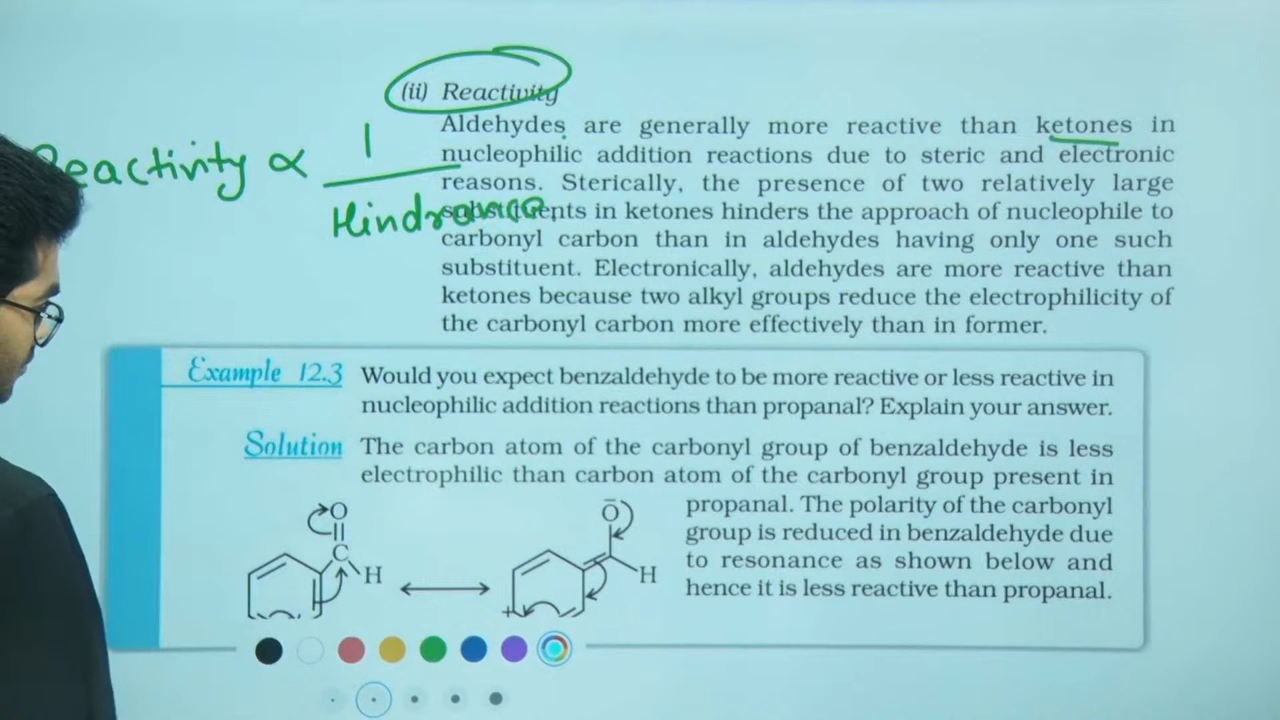 (ii) Reactivity
Aldehydes are generally more reactive than ketones in
nucleophilic addition reactions due to steric and electronic
reasons. Sterically, the presence of two relatively large
substituents in ketones hinders the approach of nucleophile to
carbonyl carbon than in aldehydes having only one such
substituent. Electronically, aldehydes are more reactive than
ketones because two alkyl groups reduce the electrophilicity of
the carbonyl carbon more effectively than in former.
eactivity ∝ 1
Hindrance
Example 12.3 Would you expect benzaldehyde to be more reactive or less reactive in
nucleophilic addition reactions than propanal? Explain your answer.
Solution The carbon atom of the carbonyl group of benzaldehyde is less
electrophilic than carbon atom of the carbonyl group present in
propanal. The polarity of the carbonyl
group is reduced in benzaldehyde due
to resonance as shown below and
hence it is less reactive than propanal.
O
C
H
Ō
H
+